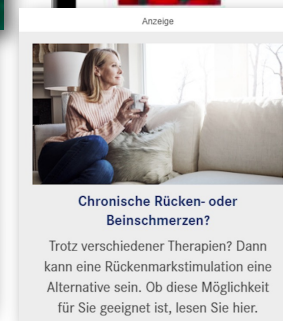 Anzeige
Chronische Rücken- oder
Beinschmerzen?
Trotz verschiedener Therapien? Dann
kann eine Rückenmarkstimulation eine
Alternative sein. Ob diese Möglichkeit
für Sie geeignet ist, lesen Sie hier.